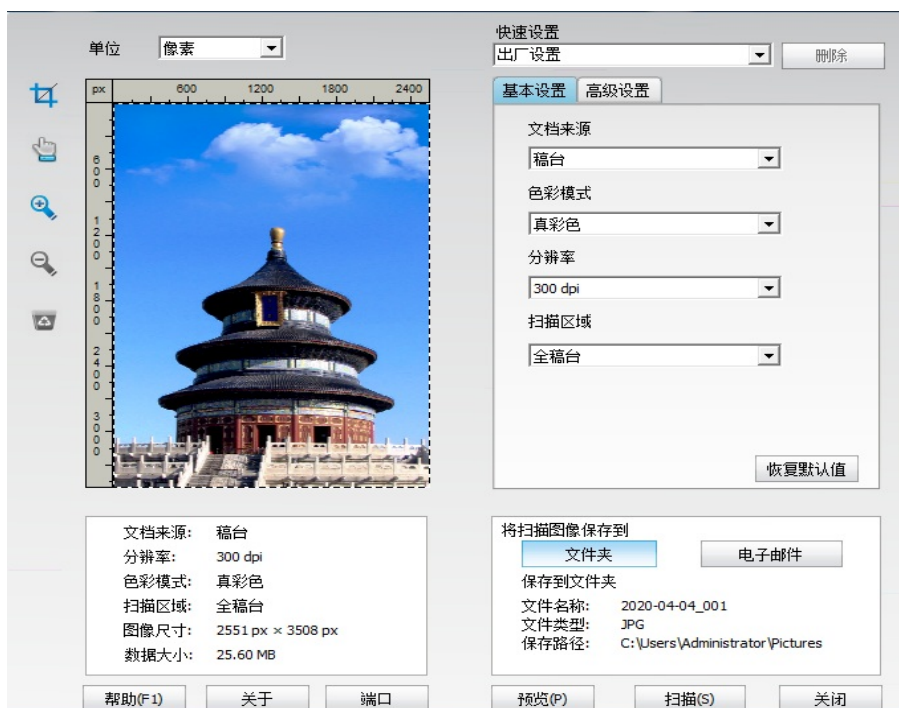 单位
像素
px
600
1200
1800
2400
600
1200
1800
2400
3000
快速设置
出厂设置
删除
基本设置
高级设置
文档来源
稿台
色彩模式
真彩色
分辨率
300 dpi
扫描区域
全稿台
恢复默认值
文档来源: 稿台
分辨率: 300 dpi
色彩模式: 真彩色
扫描区域: 全稿台
图像尺寸: 2551 px × 3508 px
数据大小: 25.60 MB
将扫描图像保存到
文件夹
电子邮件
保存到文件夹
文件名称: 2020-04-04_001
文件类型: JPG
保存路径: C:\Users\Administrator\Pictures
帮助(F1)
关于
端口
预览(P)
扫描(S)
关闭